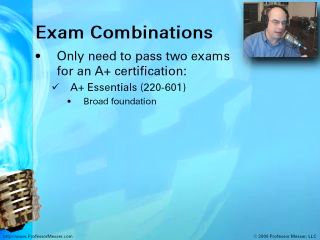 Exam Combinations
• Only need to pass two exams
for an A+ certification:
✓ A+ Essentials (220-601)
• Broad foundation
http://www.ProfessorMesser.com
© 2008 Professor Messer, LLC